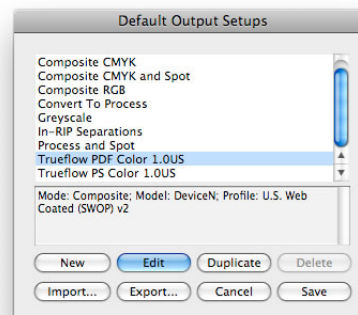 Default Output Setups
Composite CMYK
Composite CMYK and Spot
Composite RGB
Convert To Process
Greyscale
In-RIP Separations
Process and Spot
Trueflow PDF Color 1.0US
Trueflow PS Color 1.0US
Mode: Composite; Model: DeviceN; Profile: U.S. Web
Coated (SWOP) v2
New Edit Duplicate Delete
Import... Export... Cancel Save